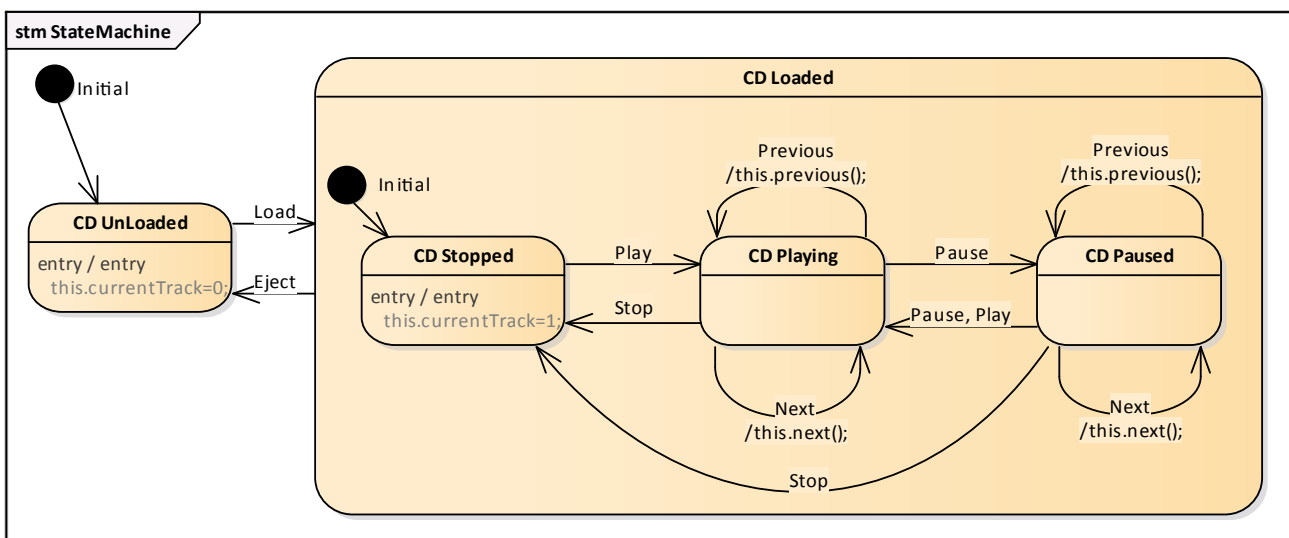 stm StateMachine
Initial
CD Loaded
Previous
/this.previous();
Previous
/this.previous();
Initial
CD UnLoaded
entry / entry
this.currentTrack=0;
Load
Eject
CD Stopped
entry / entry
this.currentTrack=1;
Play
Stop
CD Playing
Pause
Pause, Play
CD Paused
Next
/this.next();
Next
/this.next();
Stop